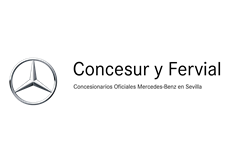 Concesur y Fervial
Concesionarios Oficiales Mercedes-Benz en Sevilla